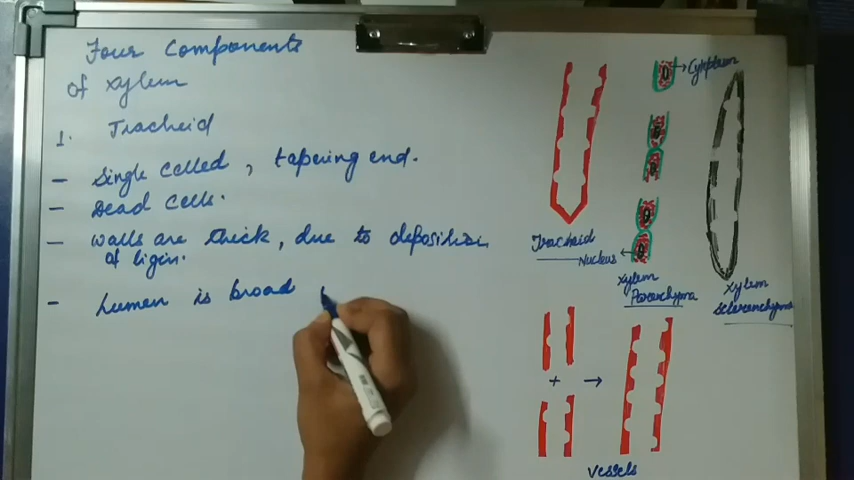 Four Components
of xylem
1. Tracheid
- Single celled, tapering end.
- Dead cells.
- Walls are thick, due to deposition
of ligin.
- Lumen is broad
Cytoplasm
Tracheid
Nucleus
Xylem
Parenchyma
Xylem
Sclerenchyma
+ →
Vessels